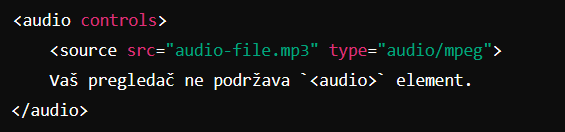 <audio controls>
<source src="audio-file.mp3" type="audio/mpeg">
Vaš pregledač ne podržava `<audio>` element.
</audio>